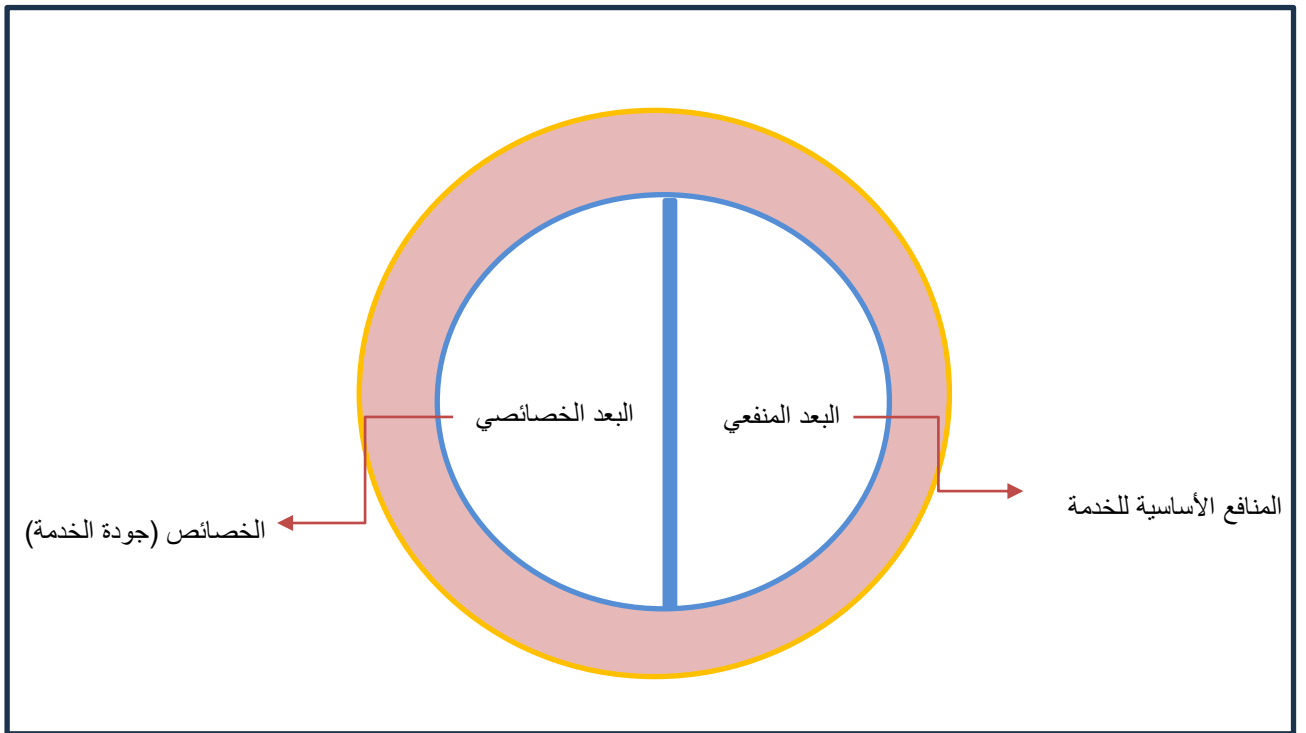 البعد المنفعي
البعد الخصائصي
المنافع الأساسية للخدمة
الخصائص (جودة الخدمة)